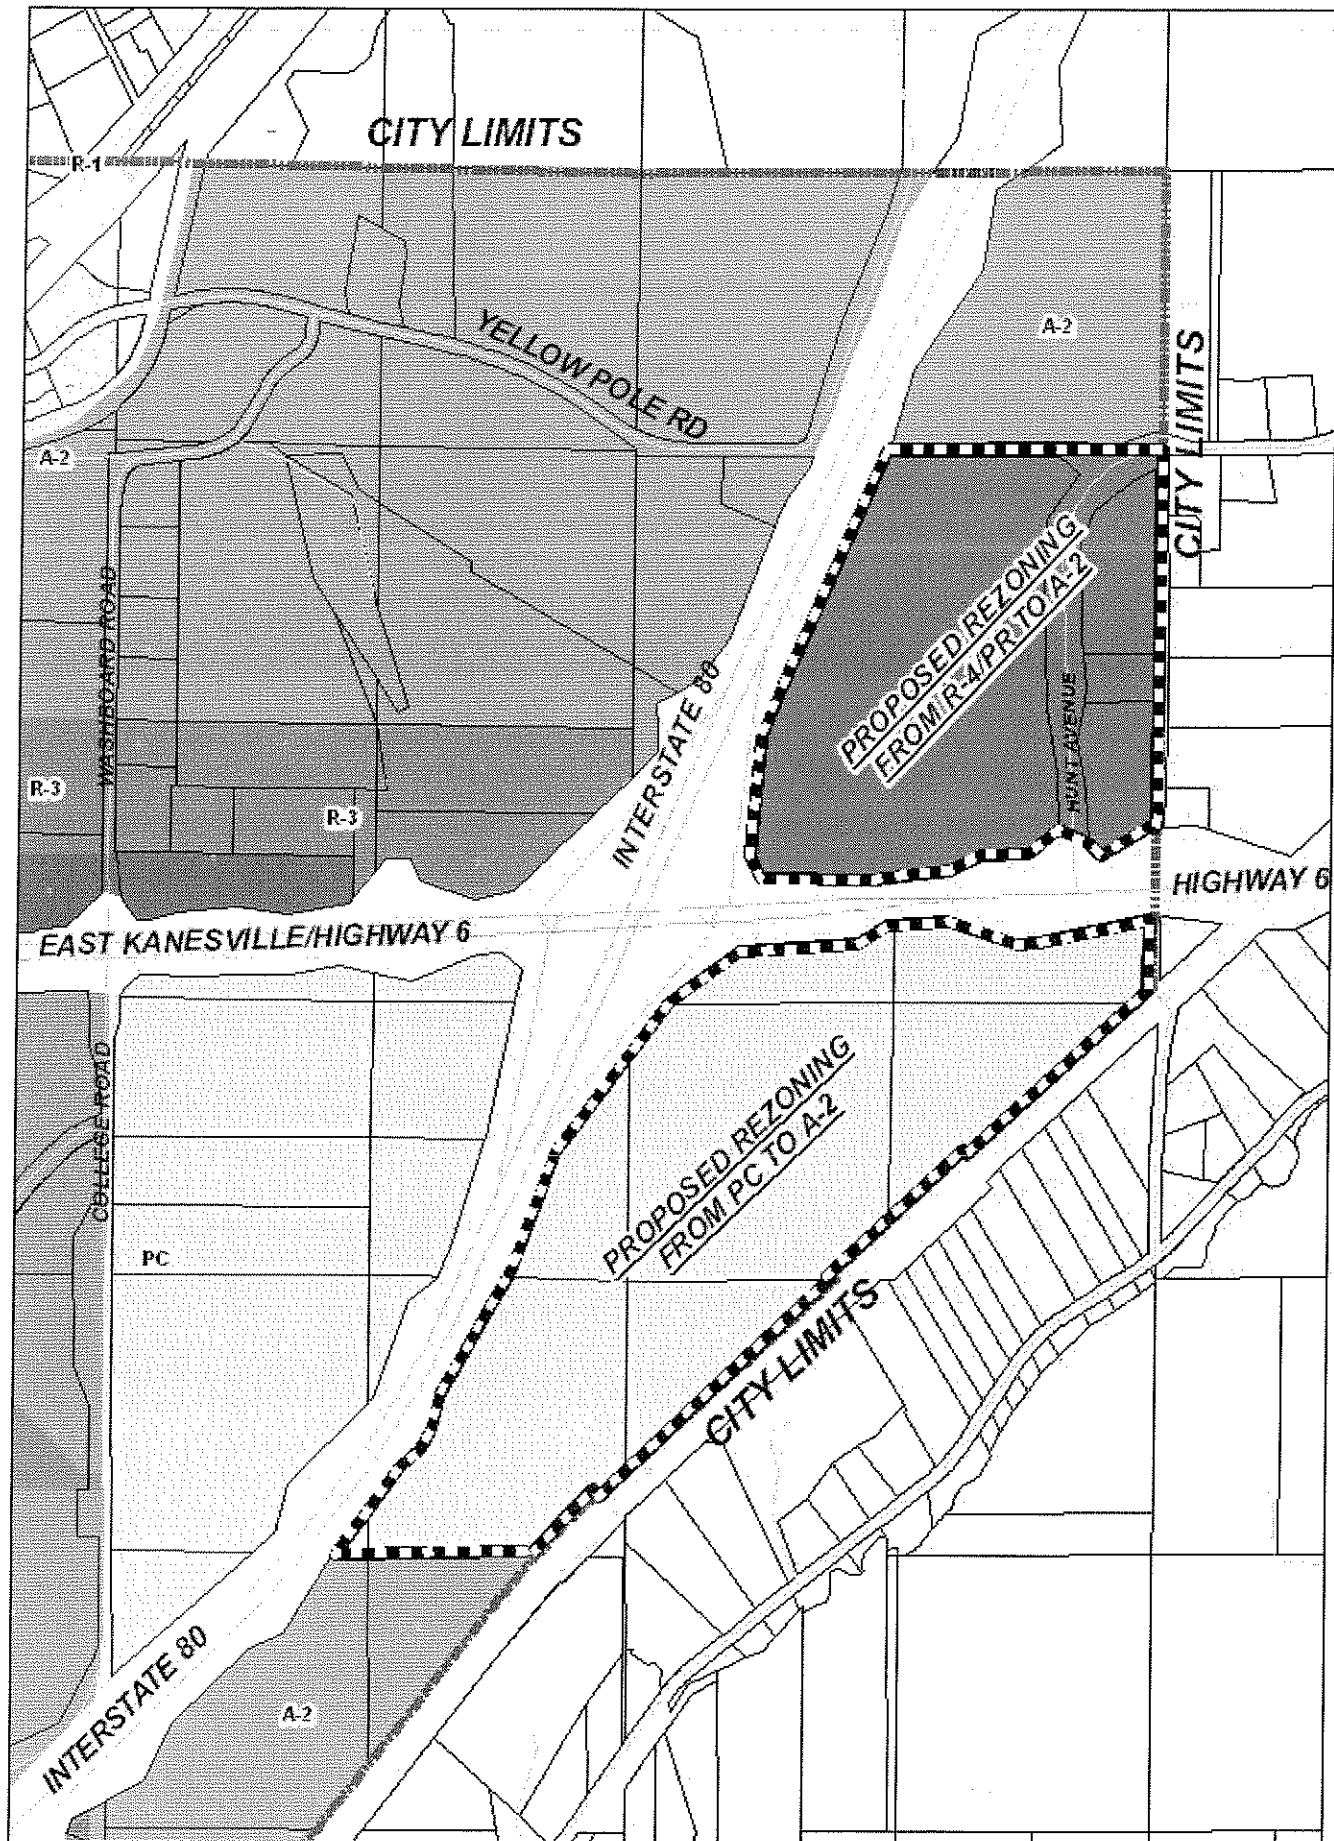 CITY LIMITS
R-1
YELLOW POLE RD
A-2
CITY LIMITS
A-2
WASHBOARD ROAD
PROPOSED REZONING
FROM R-4/PR TO A-2
HUNT AVENUE
INTERSTATE 80
R-3
R-3
HIGHWAY 6
EAST KANESVILLE/HIGHWAY 6
COLLEGE ROAD
PROPOSED REZONING
FROM PC TO A-2
PC
CITY LIMITS
INTERSTATE 80
A-2